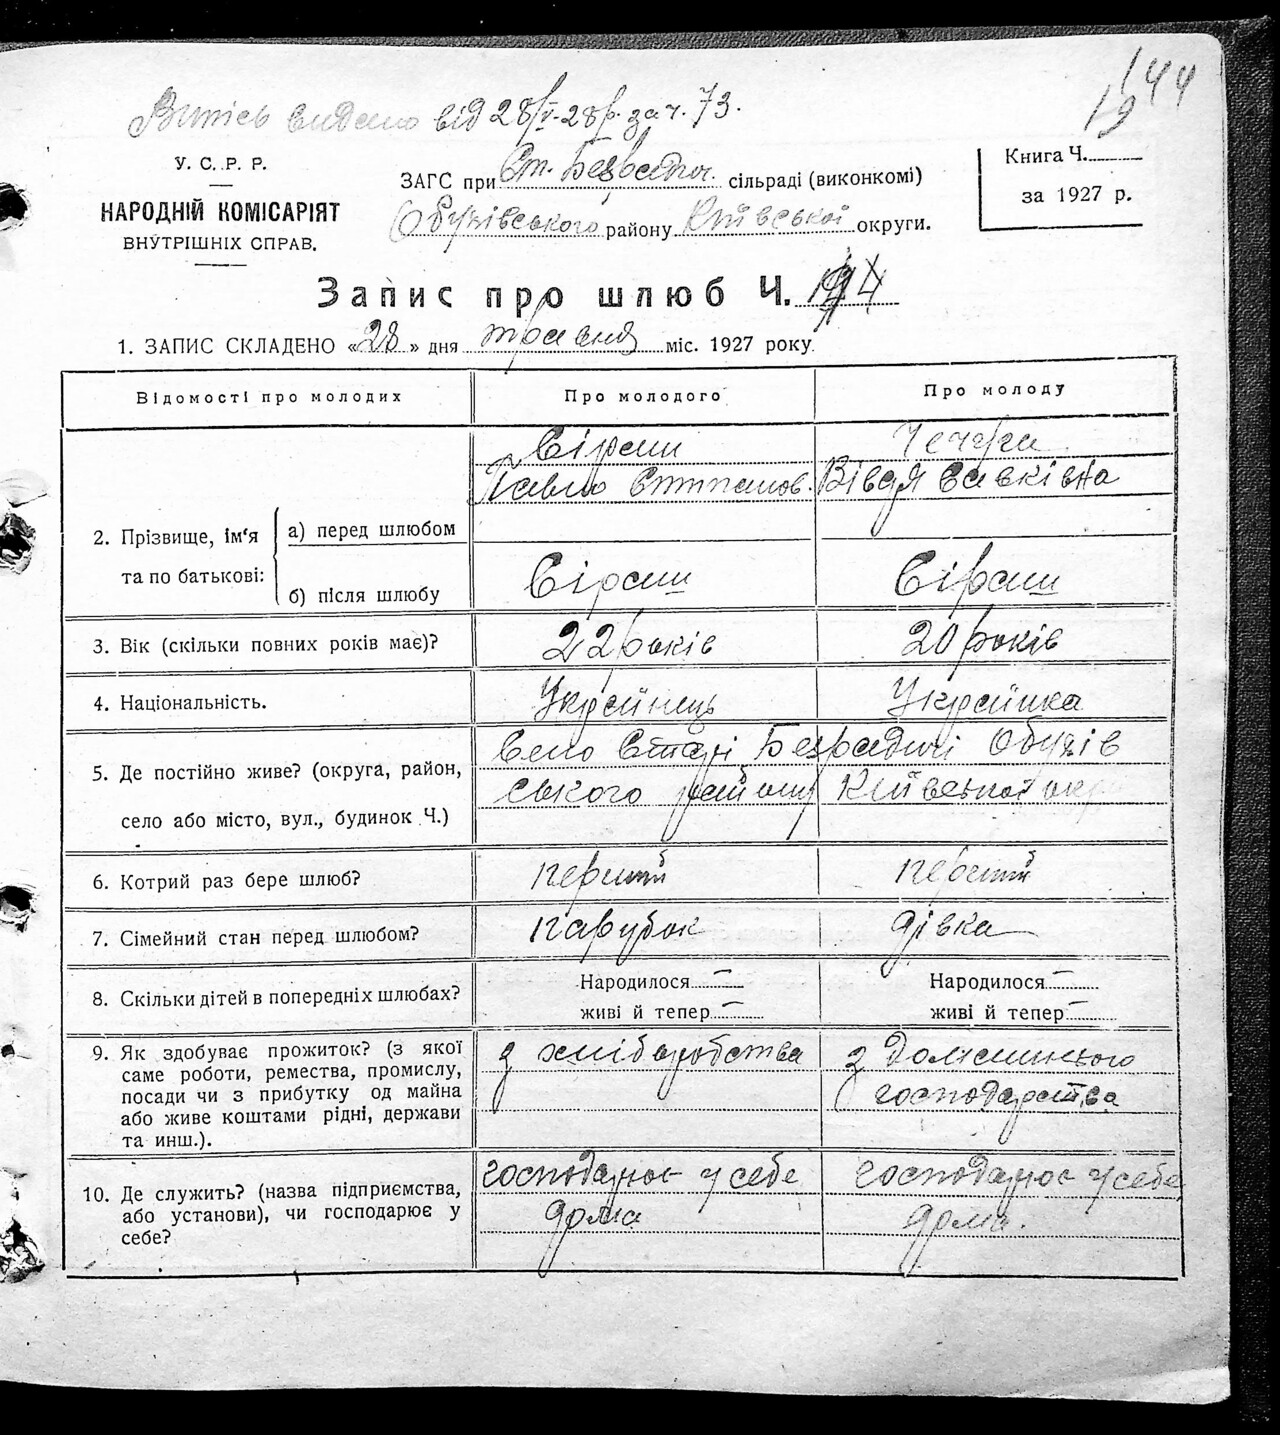 144
19
Витяг видано від 28/V-28р. за ч. 73.
У. С. Р. Р.
НАРОДНІЙ КОМІСАРІЯТ
ВНУТРІШНІХ СПРАВ.
ЗАГС при Ст. Безрадич. сільраді (виконкомі)
Обухівського району Київської округи.
Книга Ч.
за 1927 р.
Запис про шлюб Ч.
1. ЗАПИС СКЛАДЕНО «28» дня травня міс. 1927 року.
Відомості про молодих Про молодого Про молоду
2. Прізвище, ім'я та по батькові:
а) перед шлюбом
Сіраш
Павло Степанов.
Савківна
б) після шлюбу Сіраш Сіраш
3. Вік (скільки повних років має)? 22 років 20 років
4. Національність. Українець Українка
5. Де постійно живе? (округа, район,
село або місто, вул., будинок Ч.)
Село Старі Безрадичі Обухів
ського району Київської окр
6. Котрий раз бере шлюб? перший перший
7. Сімейний стан перед шлюбом? парубок дівка
8. Скільки дітей в попередніх шлюбах?
Народилося – Народилося –
живі й тепер – живі й тепер –
9. Як здобуває прожиток? (з якої
саме роботи, ремества, промислу,
посади чи з прибутку од майна
або живе коштами рідні, держави
та инш.).
з хліборобства
з домашнього
господарства
10. Де служить? (назва підприємства,
або установи), чи господарює у
себе?
господарює у себе
дома
господарює у себе
дома.